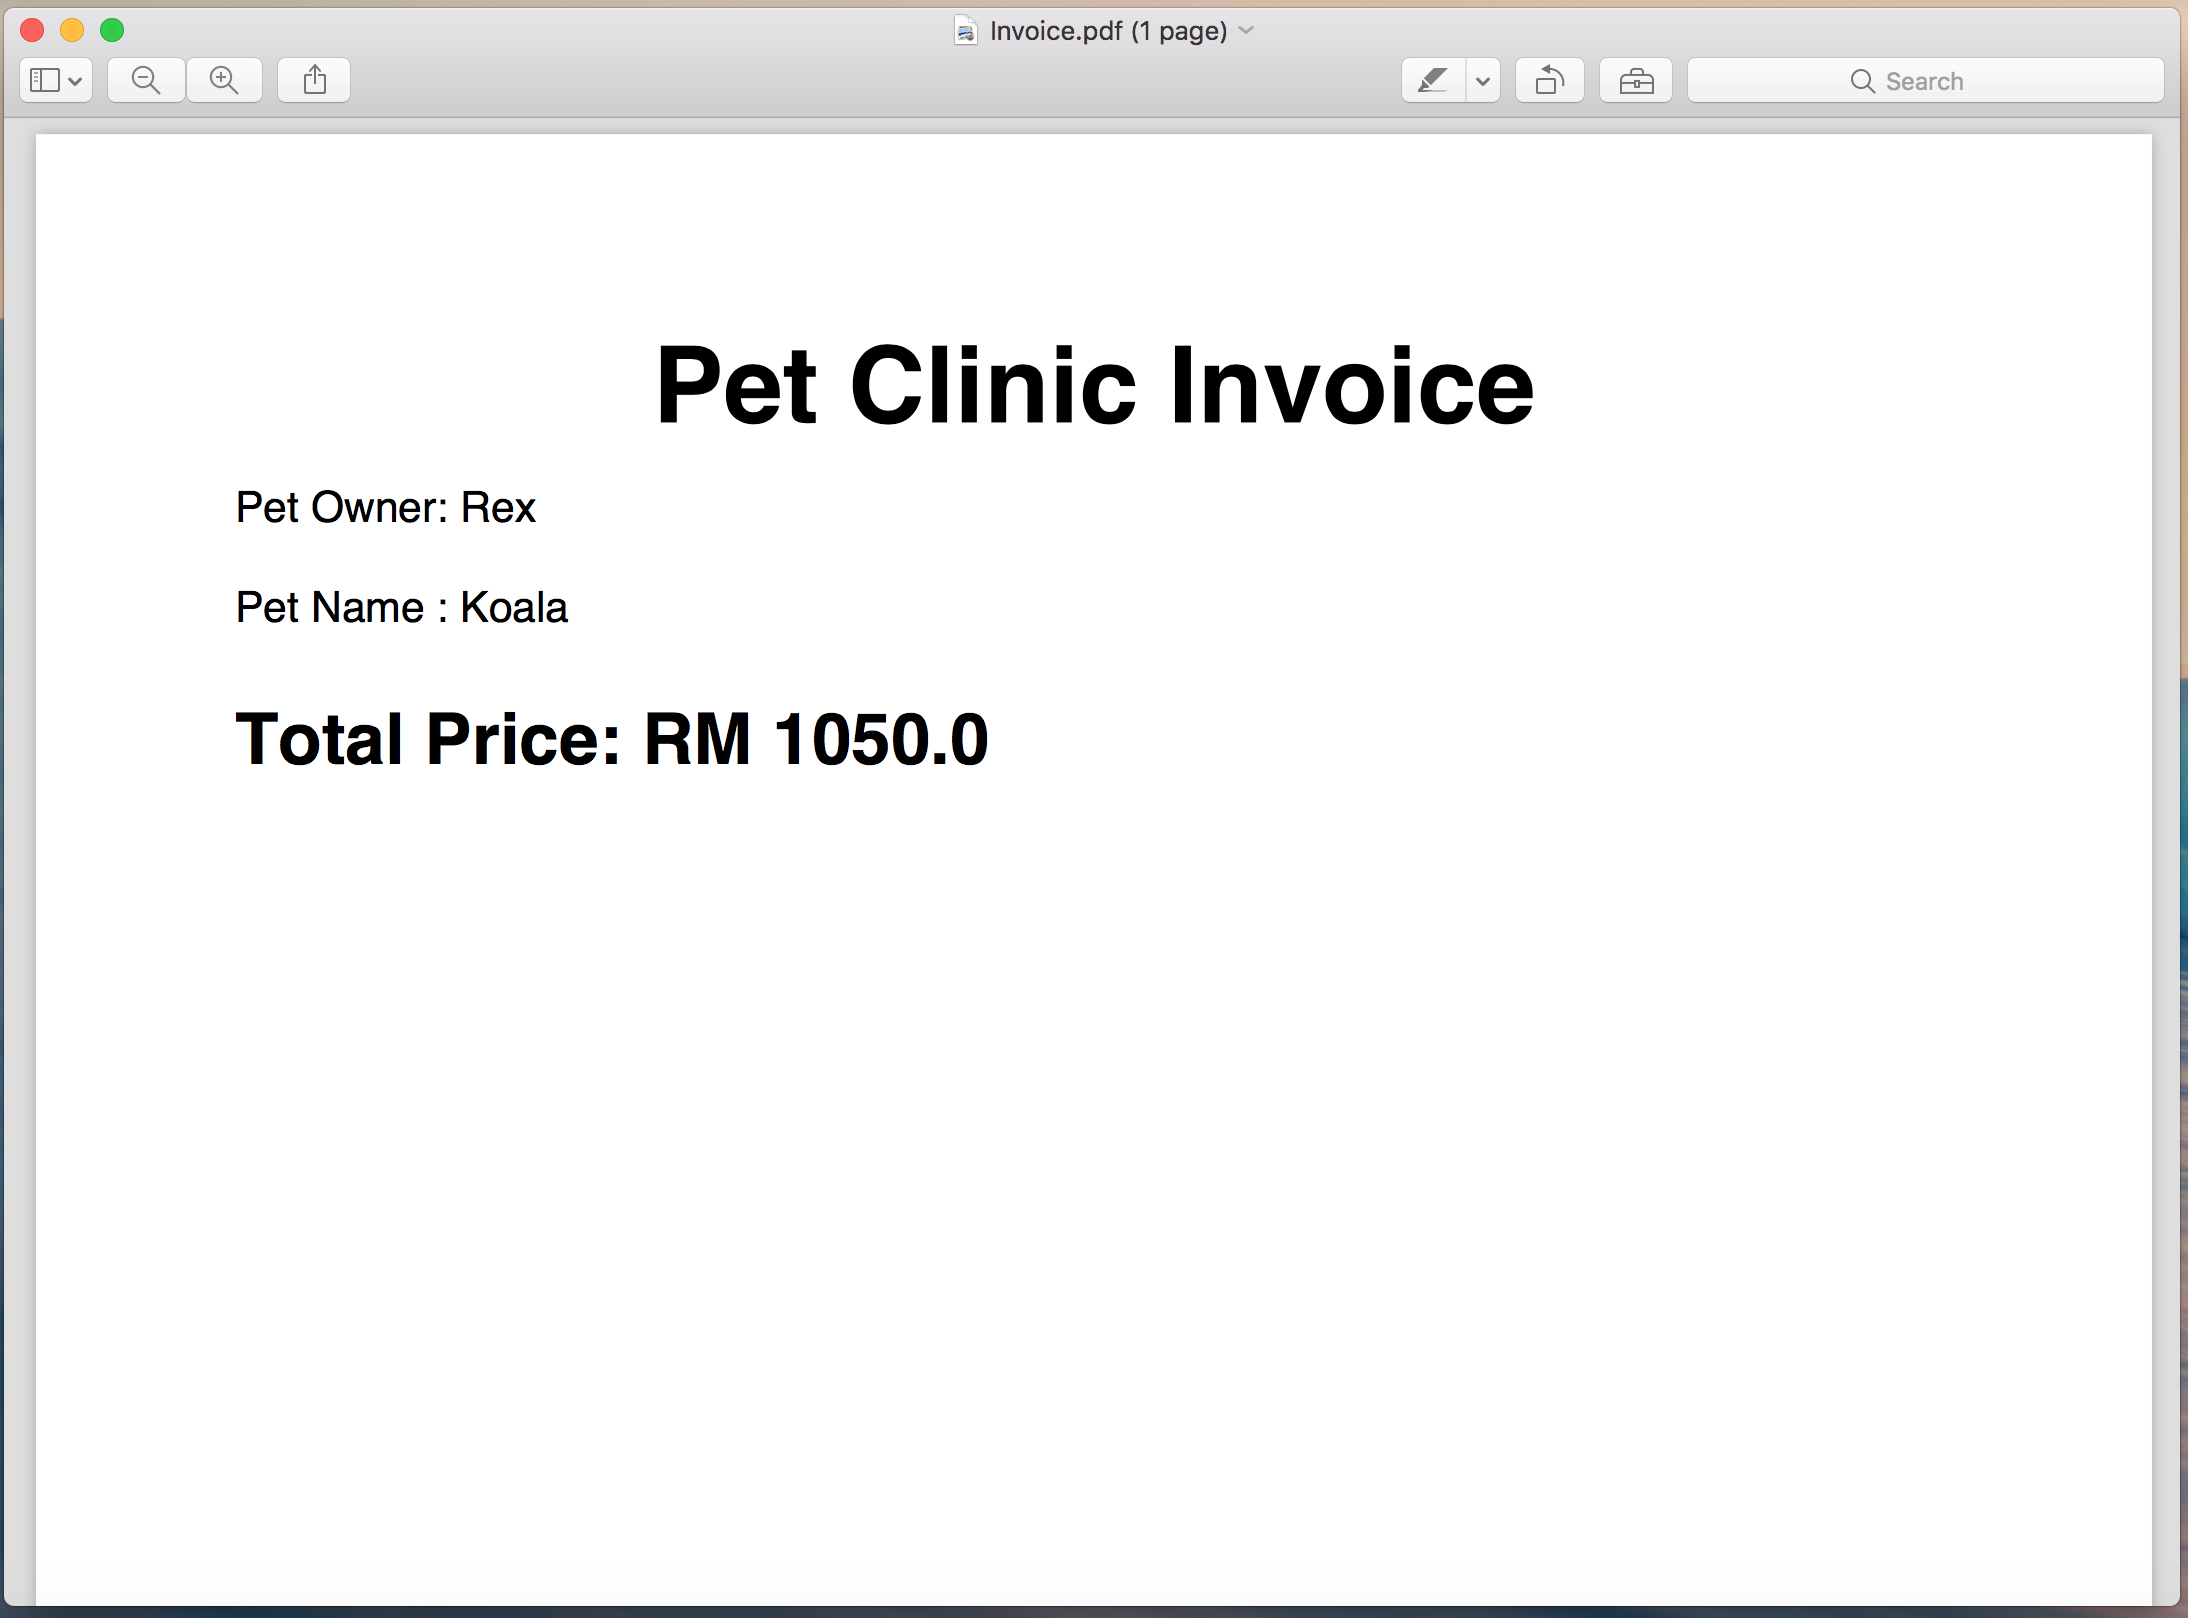 Invoice.pdf (1 page)
Search
Pet Clinic Invoice
Pet Owner: Rex
Pet Name : Koala
Total Price: RM 1050.0